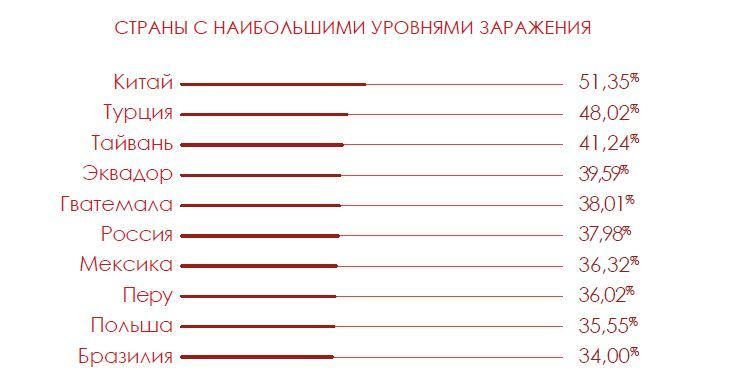 СТРАНЫ С НАИБОЛЬШИМИ УРОВНЯМИ ЗАРАЖЕНИЯ
Китай 51,35%
Турция 48,02%
Тайвань 41,24%
Эквадор 39,59%
Гватемала 38,01%
Россия 37,98%
Мексика 36,32%
Перу 36,02%
Польша 35,55%
Бразилия 34,00%